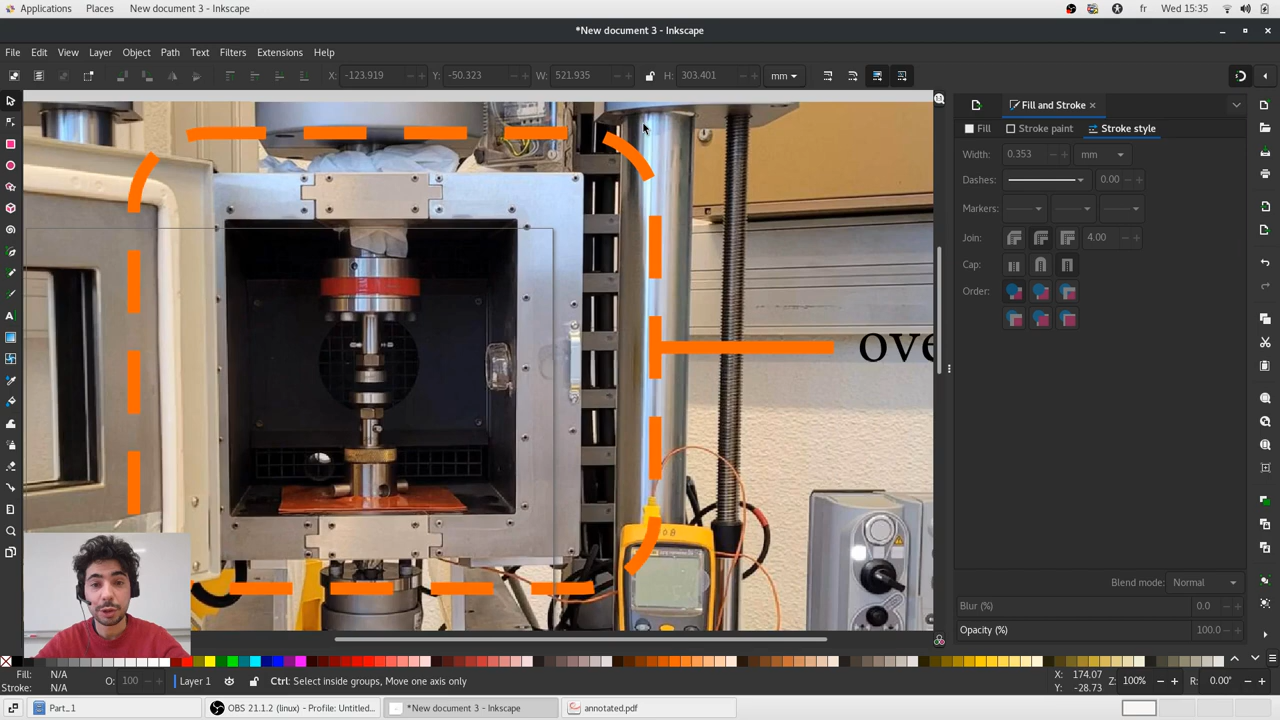 Applications Places New document 3 - Inkscape fr Wed 15:35
*New document 3 - Inkscape
File Edit View Layer Object Path Text Filters Extensions Help
X: -123.919 Y: -50.323 W: 521.935 H: 303.401 mm
Fill and Stroke
Fill Stroke paint Stroke style
Width: 0.353 mm
Dashes: 0.00
Markers:
Join: 4.00
Cap:
Order:
ove
Blend mode: Normal
Blur (%) 0.0
Opacity (%) 100.0
Fill: N/A
Stroke: N/A
O: 100 Layer 1 Ctrl: Select inside groups, Move one axis only
X: 174.07
Y: -28.73
Z: 100% R: 0.00°
Part_1 OBS 21.1.2 (linux) - Profile: Untitled... *New document 3 - Inkscape annotated.pdf